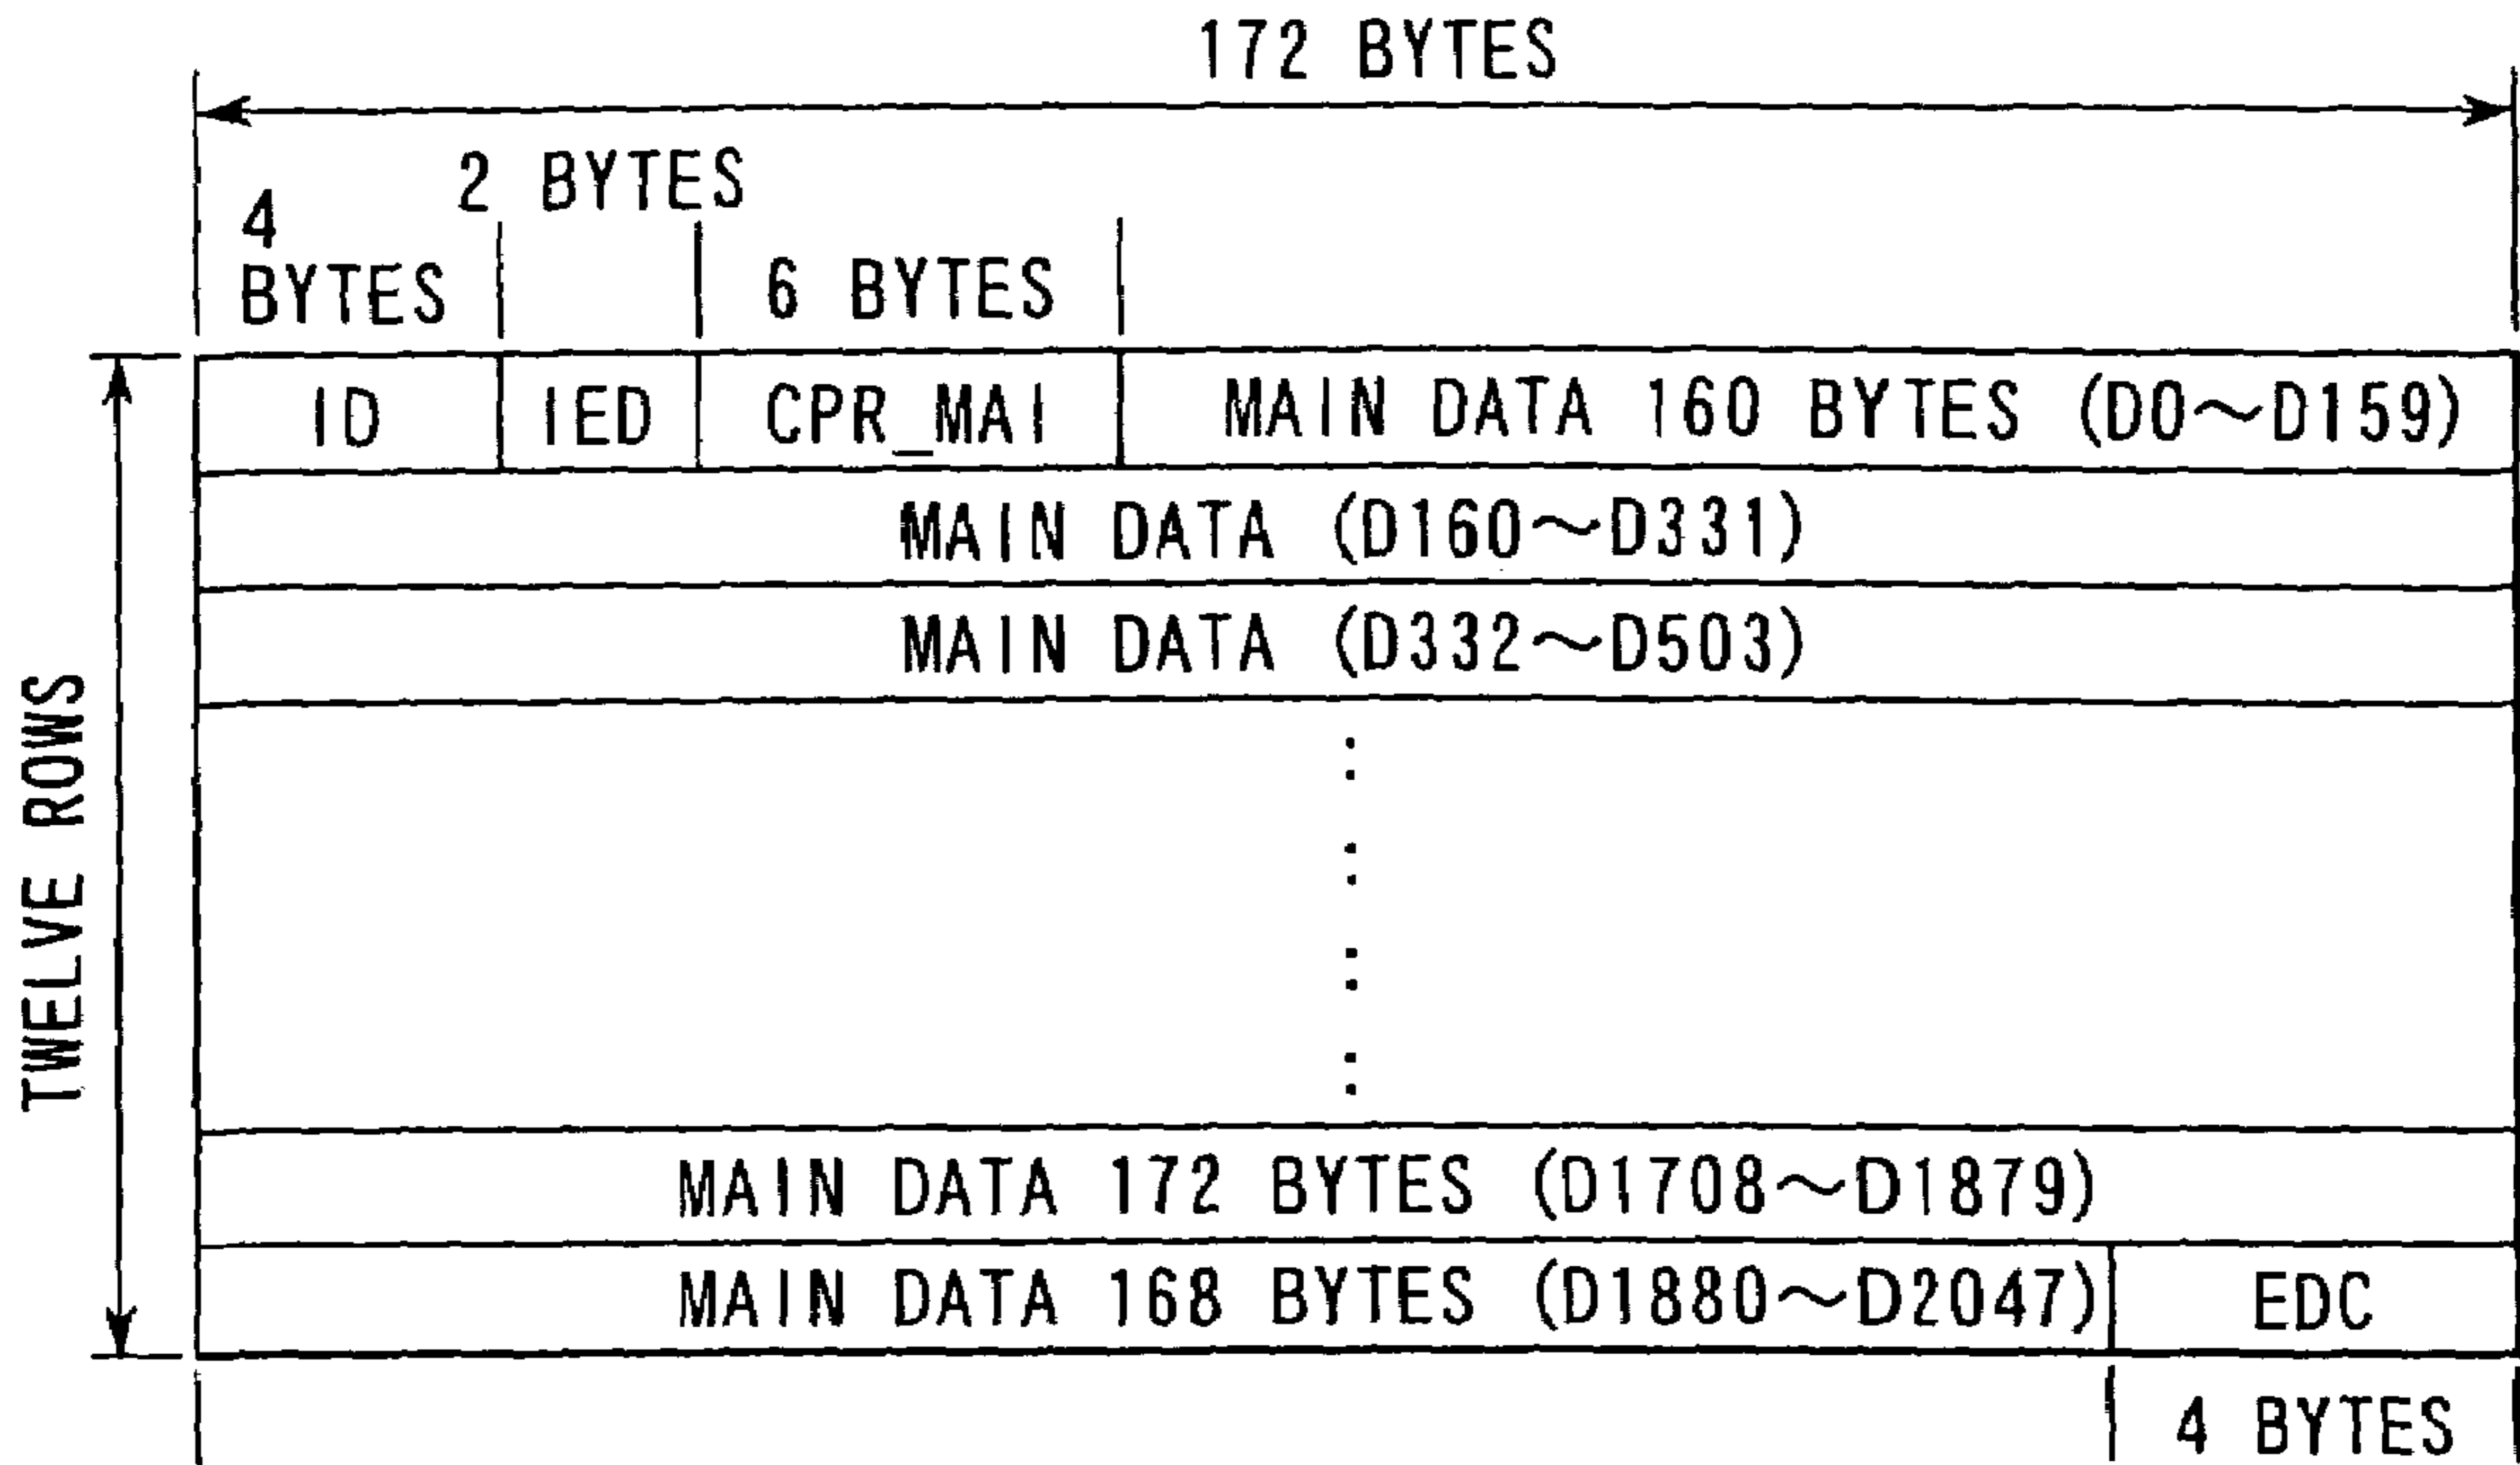 172 BYTES
2 BYTES
4
BYTES
6 BYTES
ID IED CPR_MAI MAIN DATA 160 BYTES (D0~D159)
MAIN DATA (D160~D331)
MAIN DATA (D332~D503)
TWELVE ROWS
MAIN DATA 172 BYTES (D1708~D1879)
MAIN DATA 168 BYTES (D1880~D2047) EDC
4 BYTES